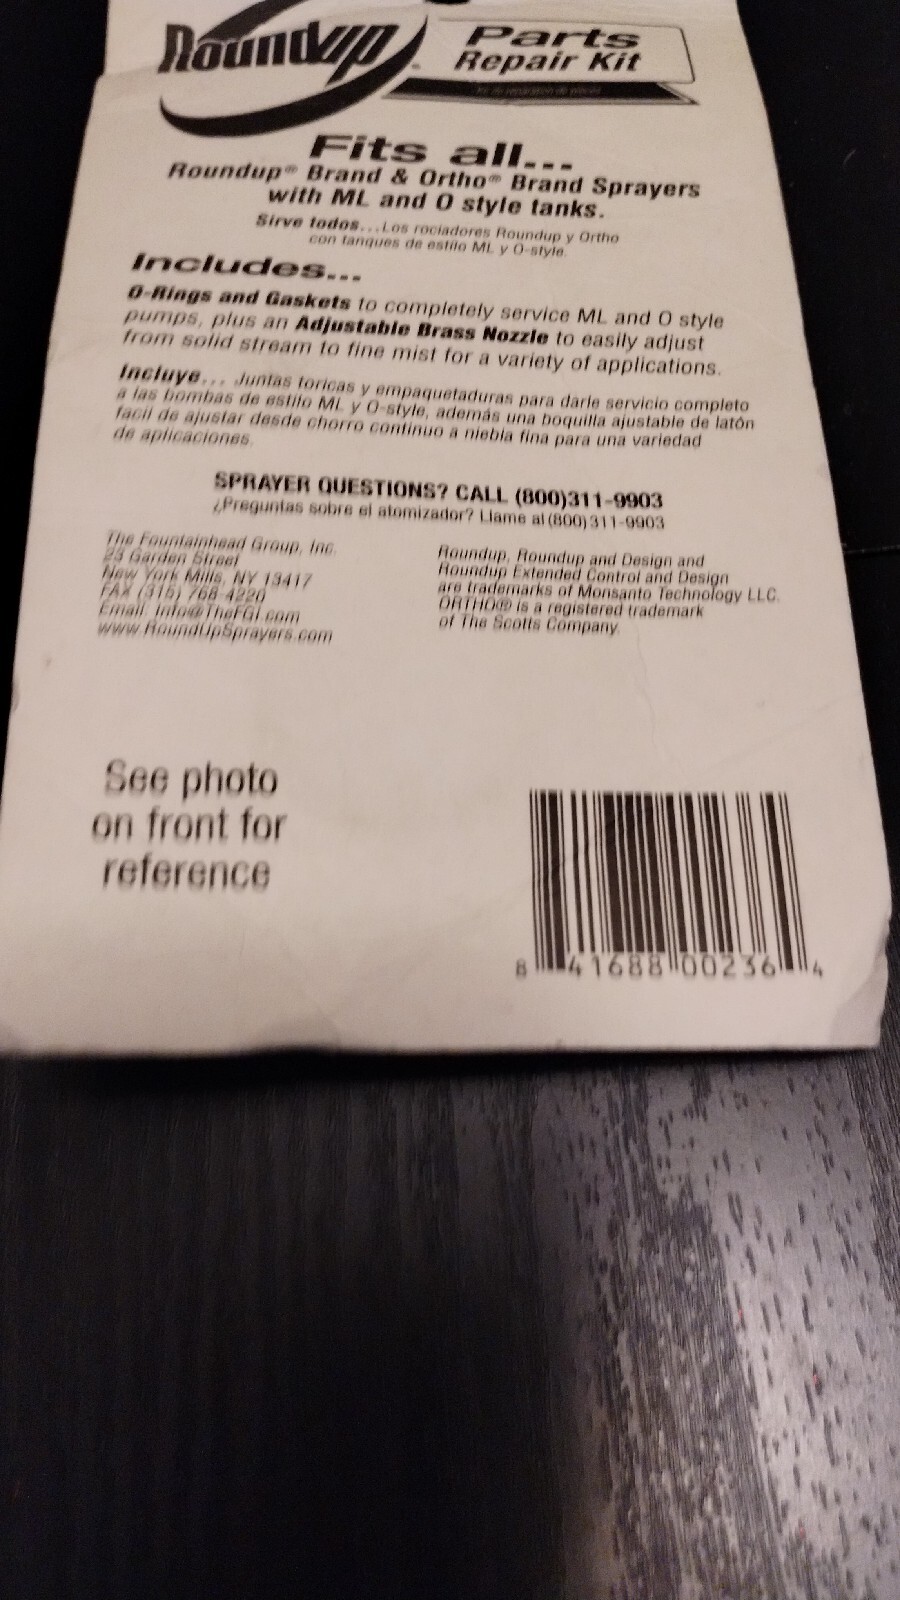 Roundup
Parts
Repair Kit
Kit de reparación de piezas
Fits all...
Roundup® Brand & Ortho® Brand Sprayers
with ML and O style tanks.
Sirve todos...Los rociadores Roundup y Ortho
con tanques de estilo ML y O-style.
Includes...
O-Rings and Gaskets to completely service ML and O style
pumps, plus an Adjustable Brass Nozzle to easily adjust
from solid stream to fine mist for a variety of applications.
Incluye... Juntas toricas y empaquetaduras para darle servicio completo
a las bombas de estilo ML y O-style, además una boquilla ajustable de latón
facil de ajustar desde chorro continuo a niebla fina para una variedad
de aplicaciones.
SPRAYER QUESTIONS? CALL (800)311-9903
¿Preguntas sobre el atomizador? Llame al (800) 311-9903
The Fountainhead Group, Inc.
23 Garden Street
New York Mills, NY 13417
FAX (315) 768-4220
Email: Info@TheFGI.com
www.RoundUpSprayers.com
Roundup, Roundup and Design and
Roundup Extended Control and Design
are trademarks of Monsanto Technology LLC.
ORTHO® is a registered trademark
of The Scotts Company.
See photo
on front for
reference
8 41688 00236 4